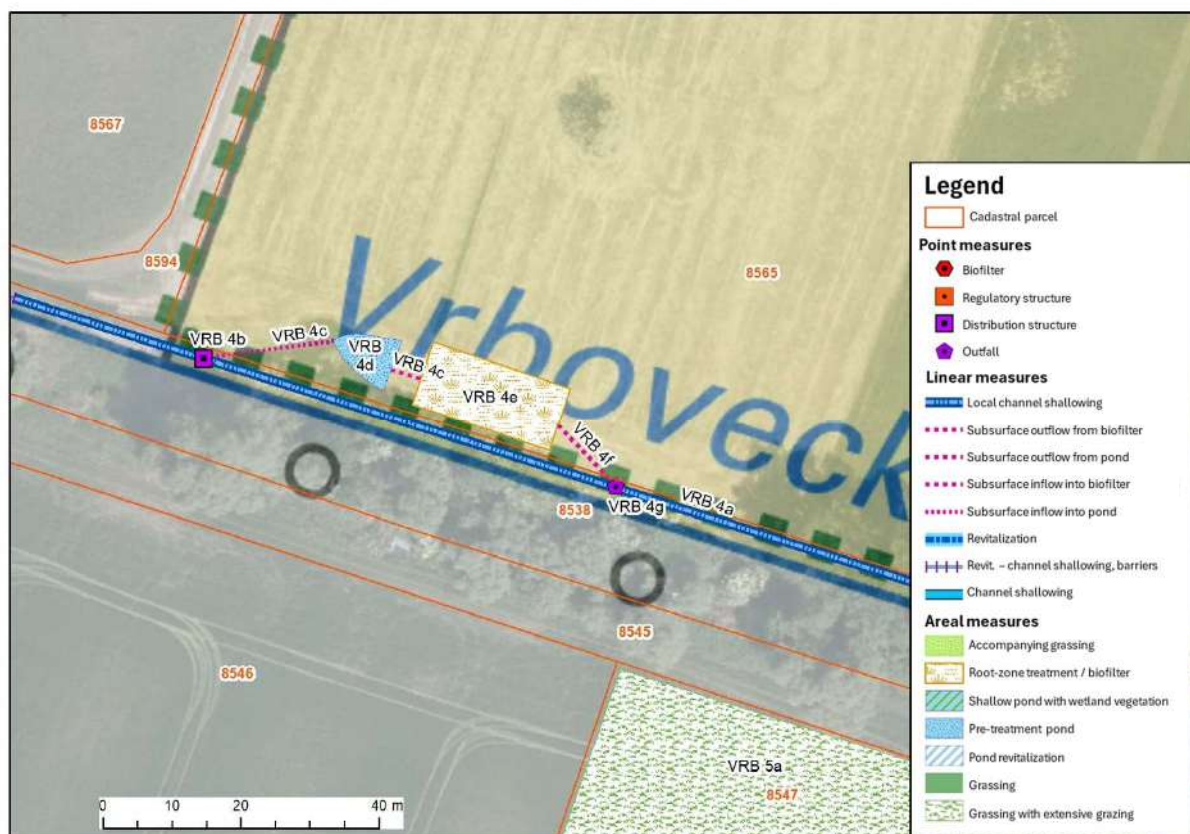 8567
8594
8565
Vrboveck
VRB 4b
VRB 4c
VRB
4d
VRB 4c
VRB 4e
VRB 4f
VRB 4g
VRB 4a
8538
8545
8546
VRB 5a
8547
0 10 20 40 m
Legend
Cadastral parcel
Point measures
Biofilter
Regulatory structure
Distribution structure
Outfall
Linear measures
Local channel shallowing
Subsurface outflow from biofilter
Subsurface outflow from pond
Subsurface inflow into biofilter
Subsurface inflow into pond
Revitalization
Revit. – channel shallowing, barriers
Channel shallowing
Areal measures
Accompanying grassing
Root-zone treatment / biofilter
Shallow pond with wetland vegetation
Pre-treatment pond
Pond revitalization
Grassing
Grassing with extensive grazing